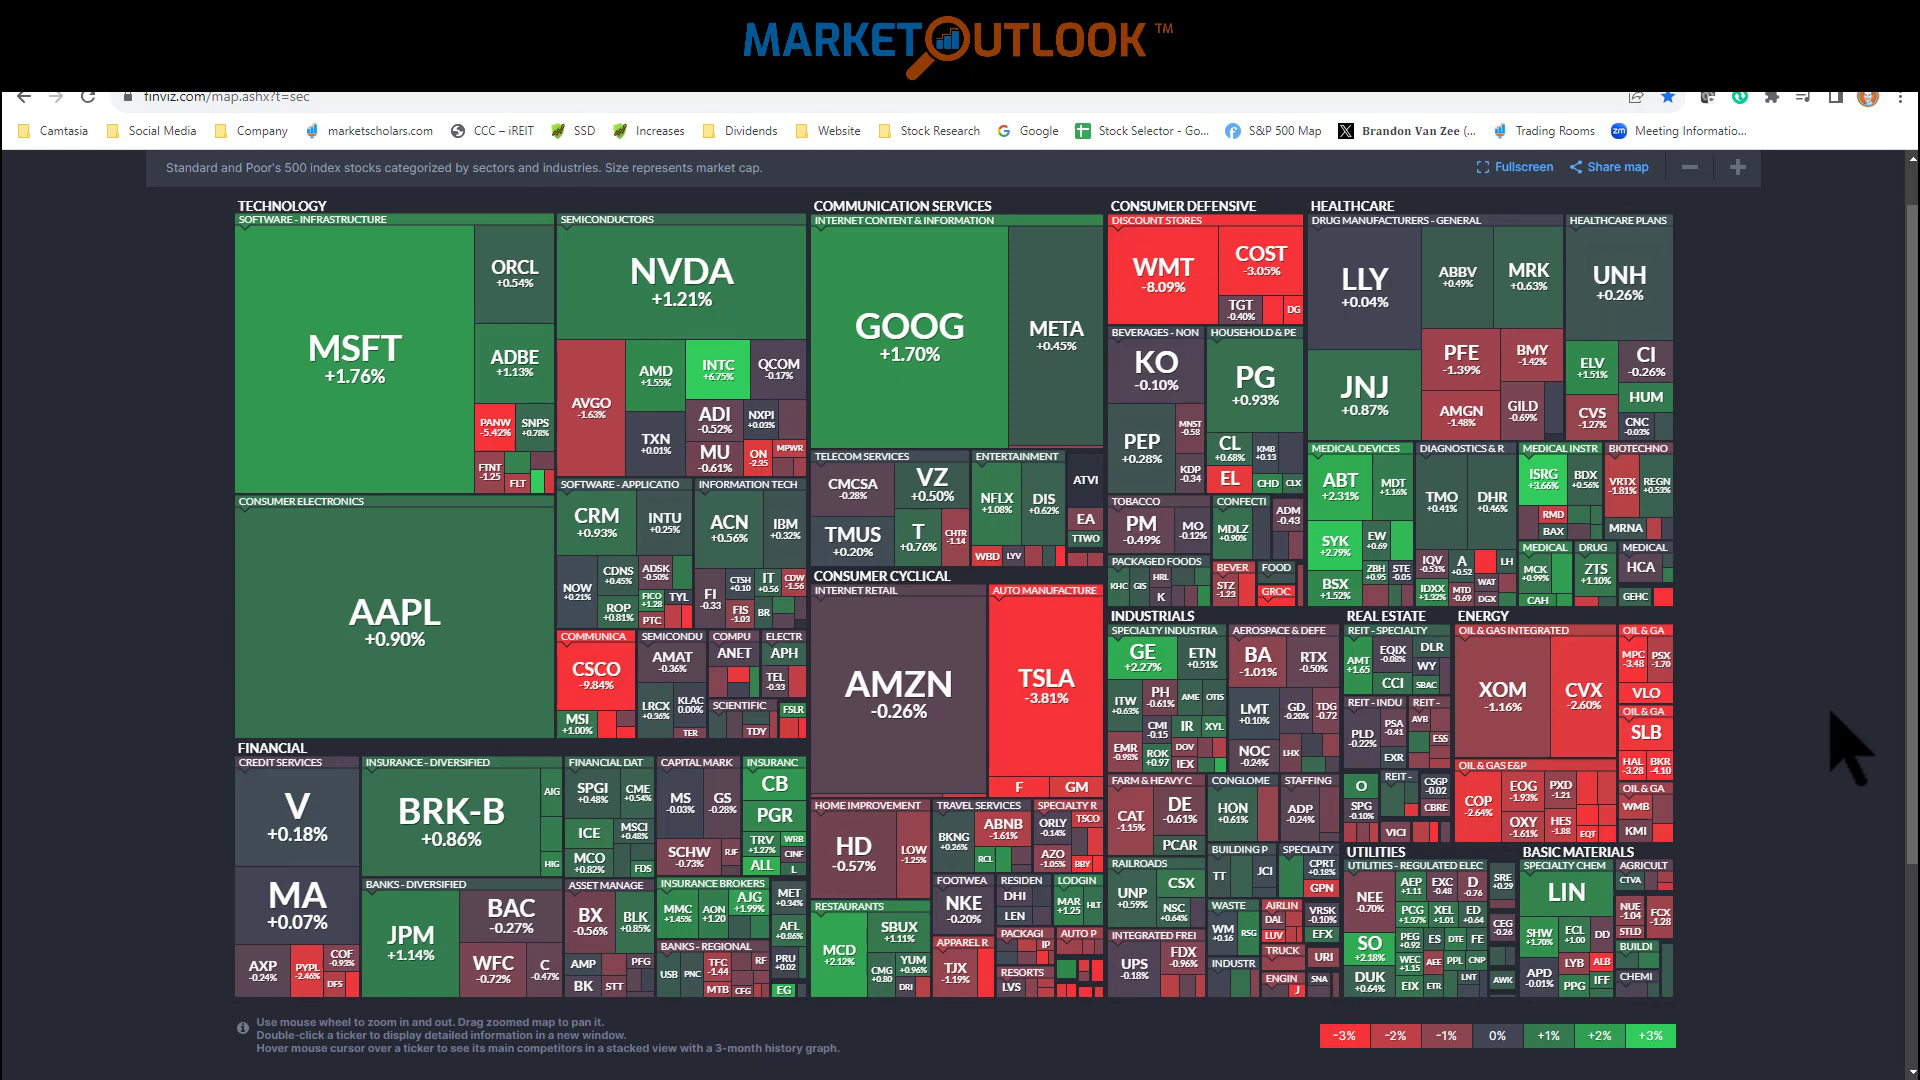 MARKETOUTLOOK™
finviz.com/map.ashx?t=sec
Camtasia
Social Media
Company
marketscholars.com
CCC – iREIT
SSD
Increases
Dividends
Website
Stock Research
Google
Stock Selector - Go...
S&P 500 Map
Brandon Van Zee (...
Trading Rooms
Meeting Informatio...
Standard and Poor's 500 index stocks categorized by sectors and industries. Size represents market cap.
Fullscreen
Share map
TECHNOLOGY
SOFTWARE - INFRASTRUCTURE
MSFT
+1.76%
ORCL
+0.54%
ADBE
+1.13%
PANW
-5.42%
SNPS
+0.78%
FTNT
-1.25
FLT
SEMICONDUCTORS
NVDA
+1.21%
AVGO
-1.63%
AMD
+1.55%
INTC
+6.75%
QCOM
-0.17%
TXN
+0.01%
ADI
-0.52%
NXPI
+0.03%
MU
-0.61%
ON
-2.35
MPWR
CONSUMER ELECTRONICS
AAPL
+0.90%
SOFTWARE - APPLICATIO
CRM
+0.93%
INTU
+0.25%
NOW
+0.21%
CDNS
+0.45%
ADSK
-0.50%
ROP
+0.81%
FICO
+1.28
TYL
PTC
INFORMATION TECH
ACN
+0.56%
IBM
+0.32%
FI
-0.33
CTSH
+0.10
IT
+0.56
CDW
-1.56
FIS
-1.03
BR
COMMUNICA
CSCO
-9.84%
MSI
+1.00%
SEMICONDU
AMAT
-0.36%
LRCX
+0.36%
KLAC
0.00%
TER
COMPU
ANET
ELECTR
APH
TEL
-0.33
SCIENTIFIC
TDY
FSLR
COMMUNICATION SERVICES
INTERNET CONTENT & INFORMATION
GOOG
+1.70%
META
+0.45%
TELECOM SERVICES
CMCSA
-0.28%
VZ
+0.50%
TMUS
+0.20%
T
+0.76%
CHTR
-1.14
ENTERTAINMENT
NFLX
+1.08%
DIS
+0.62%
WBD
LYV
ATVI
EA
TTWO
CONSUMER CYCLICAL
INTERNET RETAIL
AMZN
-0.26%
AUTO MANUFACTURE
TSLA
-3.81%
F
GM
HOME IMPROVEMENT
HD
-0.57%
LOW
-1.25%
TRAVEL SERVICES
BKNG
+0.26%
ABNB
-1.61%
RCL
SPECIALTY R
ORLY
-0.14%
TSCO
AZO
-1.05%
BBY
RESTAURANTS
MCD
+2.12%
SBUX
+1.11%
CMG
+0.80
YUM
+0.96%
DRI
FOOTWEA
NKE
-0.20%
RESIDEN
DHI
LEN
LODGIN
MAR
+1.25
HLT
APPAREL R
TJX
-1.19%
PACKAGI
IP
AUTO P
RESORTS
LVS
CONSUMER DEFENSIVE
DISCOUNT STORES
WMT
-8.09%
COST
-3.05%
TGT
-0.40%
DG
BEVERAGES - NON
KO
-0.10%
PEP
+0.28%
MNST
-0.58
KDP
-0.34
HOUSEHOLD & PE
PG
+0.93%
CL
+0.68%
KMB
+0.13
EL
CHD
CLX
TOBACCO
PM
-0.49%
MO
-0.12%
CONFECTI
MDLZ
+0.90%
ADM
-0.43
PACKAGED FOODS
KHC
GIS
HRL
K
BEVER
STZ
-1.23
FOOD
GROC
HEALTHCARE
DRUG MANUFACTURERS - GENERAL
LLY
+0.04%
ABBV
+0.49%
MRK
+0.63%
JNJ
+0.87%
PFE
-1.39%
BMY
-1.42%
AMGN
-1.48%
GILD
-0.69%
HEALTHCARE PLANS
UNH
+0.26%
ELV
+1.51%
CI
-0.26%
CVS
-1.27%
HUM
CNC
-0.03%
MEDICAL DEVICES
ABT
+2.31%
MDT
+1.16%
SYK
+2.79%
EW
+0.69
BSX
+1.52%
ZBH
+0.95
STE
-0.05
DIAGNOSTICS & R
TMO
+0.41%
DHR
+0.46%
IQV
-0.51%
A
+0.52
LH
IDXX
+1.32%
MTD
-0.69
WAT
DGX
MEDICAL INSTR
ISRG
+3.66%
BDX
+0.56%
RMD
BAX
BIOTECHNO
VRTX
-1.81%
REGN
+0.53%
MRNA
MEDICAL
MCK
+0.99%
CAH
DRUG
ZTS
+1.10%
MEDICAL
HCA
GEHC
INDUSTRIALS
SPECIALTY INDUSTRIA
GE
+2.27%
ETN
+0.51%
ITW
+0.63%
PH
-0.61%
AME
OTIS
EMR
-0.98%
CMI
-0.15
IR
XYL
ROK
+0.97
DOV
IEX
AEROSPACE & DEFE
BA
-1.01%
RTX
-0.50%
LMT
+0.10%
GD
-0.20%
TDG
-0.72
NOC
-0.24%
LHX
FARM & HEAVY C
CAT
-1.15%
DE
-0.61%
PCAR
CONGLOME
HON
+0.61%
STAFFING
ADP
-0.24%
RAILROADS
UNP
+0.59%
CSX
NSC
+0.64%
BUILDING P
TT
JCI
SPECIALTY
CPRT
+0.18%
GPN
WASTE
WM
+0.16
RSG
AIRLIN
DAL
LUV
VRSK
-0.10%
EFX
INTEGRATED FREI
UPS
-0.18%
FDX
-0.96%
INDUSTR
TRUCK
URI
ENGIN
J
SNA
REAL ESTATE
REIT - SPECIALTY
AMT
+1.65
EQIX
-0.08%
DLR
CCI
WY
SBAC
REIT - INDU
PLD
-0.22%
PSA
-0.41
EXR
REIT -
AVB
ESS
O
SPG
-0.10%
REIT -
CSGP
-0.02
CBRE
VICI
ENERGY
OIL & GAS INTEGRATED
XOM
-1.16%
CVX
-2.60%
OIL & GA
MPC
-3.48
PSX
-1.70
VLO
OIL & GA
SLB
HAL
-3.28
BKR
-4.10
OIL & GAS E&P
COP
-2.64%
EOG
-1.93%
PXD
-1.21
OXY
-1.61%
HES
-1.88
EQT
OIL & GA
WMB
KMI
UTILITIES
UTILITIES - REGULATED ELEC
NEE
-0.70%
AEP
+1.11
EXC
-0.48
D
-0.76
SRE
+0.29
PCG
+1.37%
XEL
+1.01
ED
+0.64
SO
+2.18%
PEG
+0.92
ES
DTE
FE
CEG
-0.26
DUK
+0.64%
WEC
+1.15
AEE
PPL
CNP
EIX
ETR
LNT
AWK
BASIC MATERIALS
SPECIALTY CHEM
LIN
SHW
+1.70%
ECL
+1.00
DD
APD
-0.01%
LYB
ALB
PPG
IFF
AGRICULT
CTVA
NUE
-1.04
FCX
-1.28
STLD
BUILDI
CHEMI
FINANCIAL
CREDIT SERVICES
V
+0.18%
MA
+0.07%
AXP
-0.24%
PYPL
-2.46%
COF
-0.93%
DFS
INSURANCE - DIVERSIFIED
BRK-B
+0.86%
AIG
HIG
BANKS - DIVERSIFIED
JPM
+1.14%
BAC
-0.27%
WFC
-0.72%
C
-0.47%
FINANCIAL DAT
SPGI
+0.48%
CME
+0.54%
ICE
MSCI
+0.48%
MCO
+0.82%
FDS
CAPITAL MARK
MS
-0.03%
GS
-0.28%
SCHW
-0.73%
RJF
INSURANC
CB
PGR
TRV
+1.27%
WRB
CINF
ALL
L
ASSET MANAGE
BX
-0.56%
BLK
+0.85%
AMP
PFG
BK
STT
INSURANCE BROKERS
MMC
+1.45%
AON
+1.20
AJG
+1.99%
MET
+0.34%
AFL
+0.86%
PRU
+0.02
EG
BANKS - REGIONAL
USB
PNC
TFC
-1.44
RF
MTB
CFG
Use mouse wheel to zoom in and out. Drag zoomed map to pan it.
Double-click a ticker to display detailed information in a new window.
Hover mouse cursor over a ticker to see its main competitors in a stacked view with a 3-month history graph.
-3%
-2%
-1%
0%
+1%
+2%
+3%